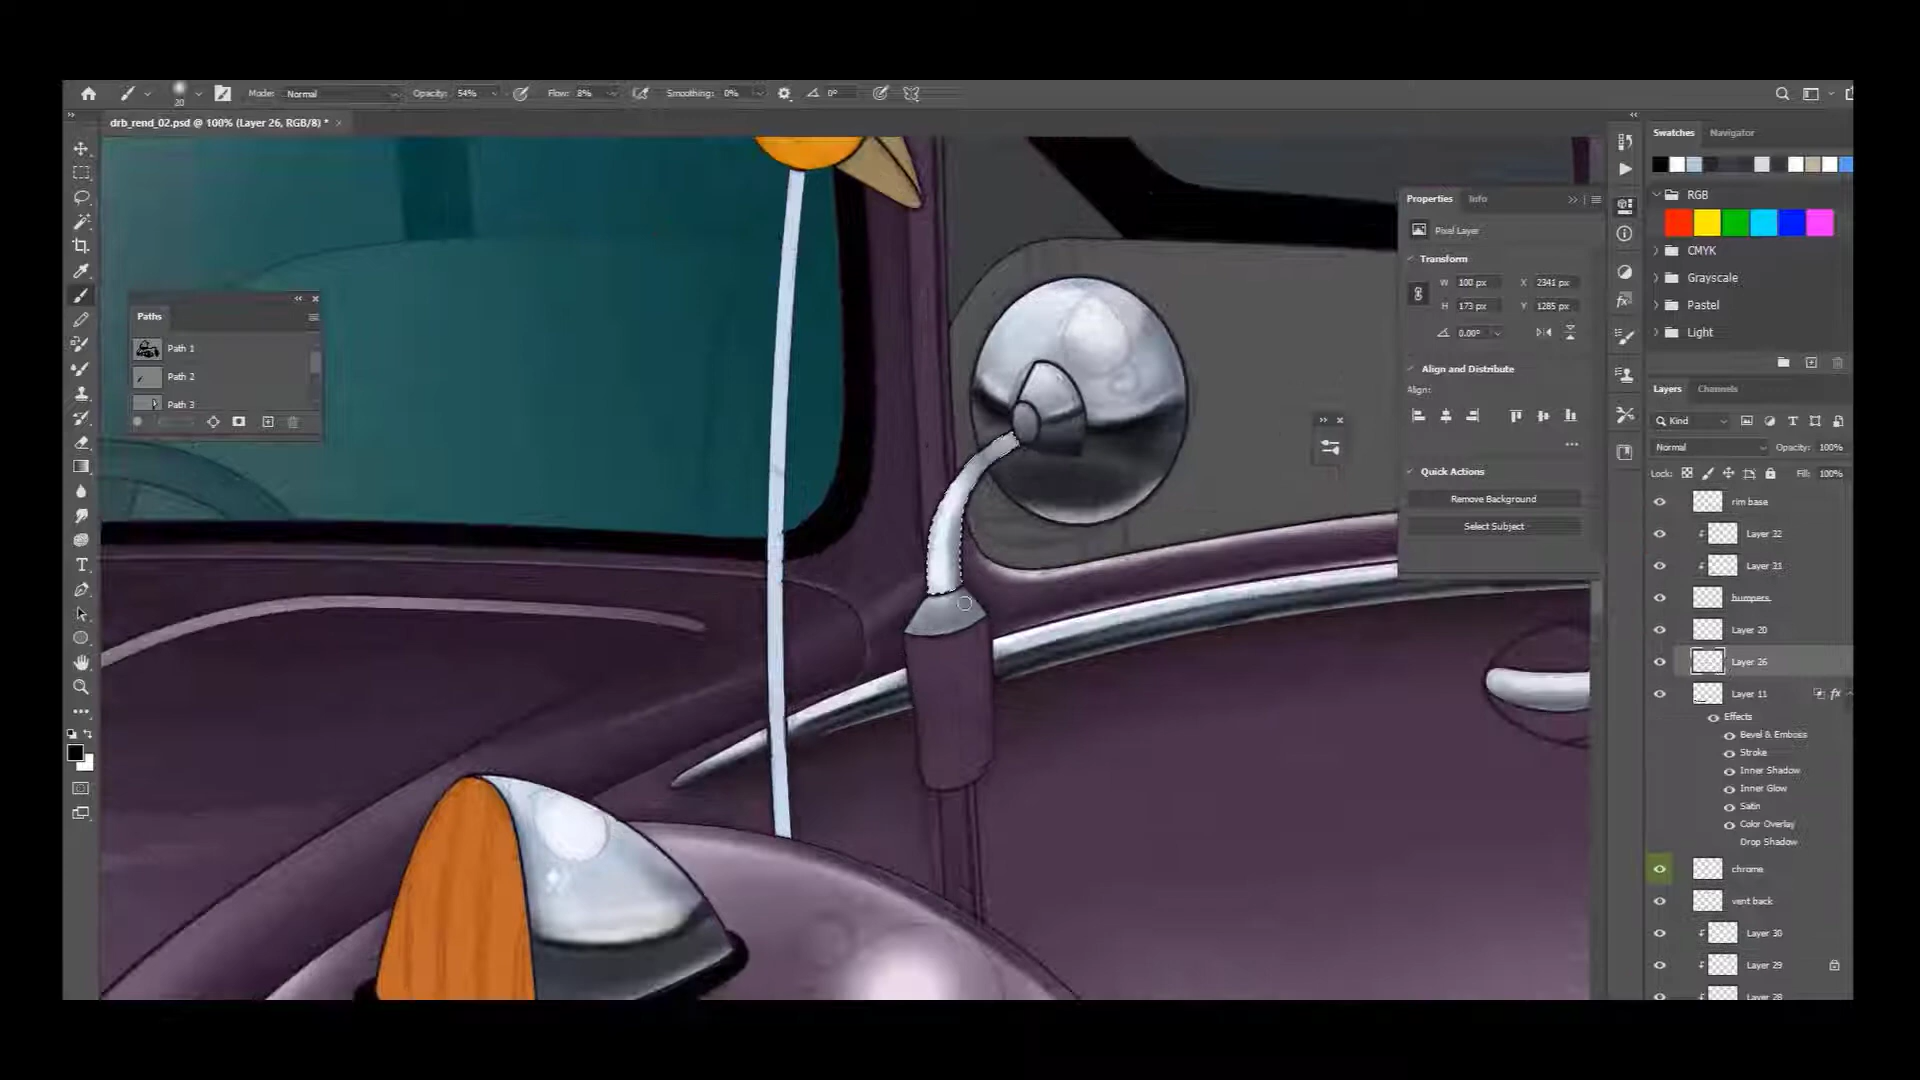 20
Mode: Normal
Opacity: 54%
Flow: 8%
Smoothing: 0%
0°
drb_rend_02.psd @ 100% (Layer 26, RGB/8) *
Paths
Path 1
Path 2
Path 3
Properties
Info
Pixel Layer
Transform
W 100 px X 2341 px
H 173 px Y 1285 px
0.00°
Align and Distribute
Align:
Quick Actions
Remove Background
Select Subject
Swatches
Navigator
RGB
CMYK
Grayscale
Pastel
Light
Layers
Channels
Kind
Normal
Opacity: 100%
Lock:
Fill: 100%
rim base
Layer 32
Layer 31
bumpers
Layer 20
Layer 26
Layer 11
fx
Effects
Bevel & Emboss
Stroke
Inner Shadow
Inner Glow
Satin
Color Overlay
Drop Shadow
chrome
vent back
Layer 30
Layer 29
Layer 28